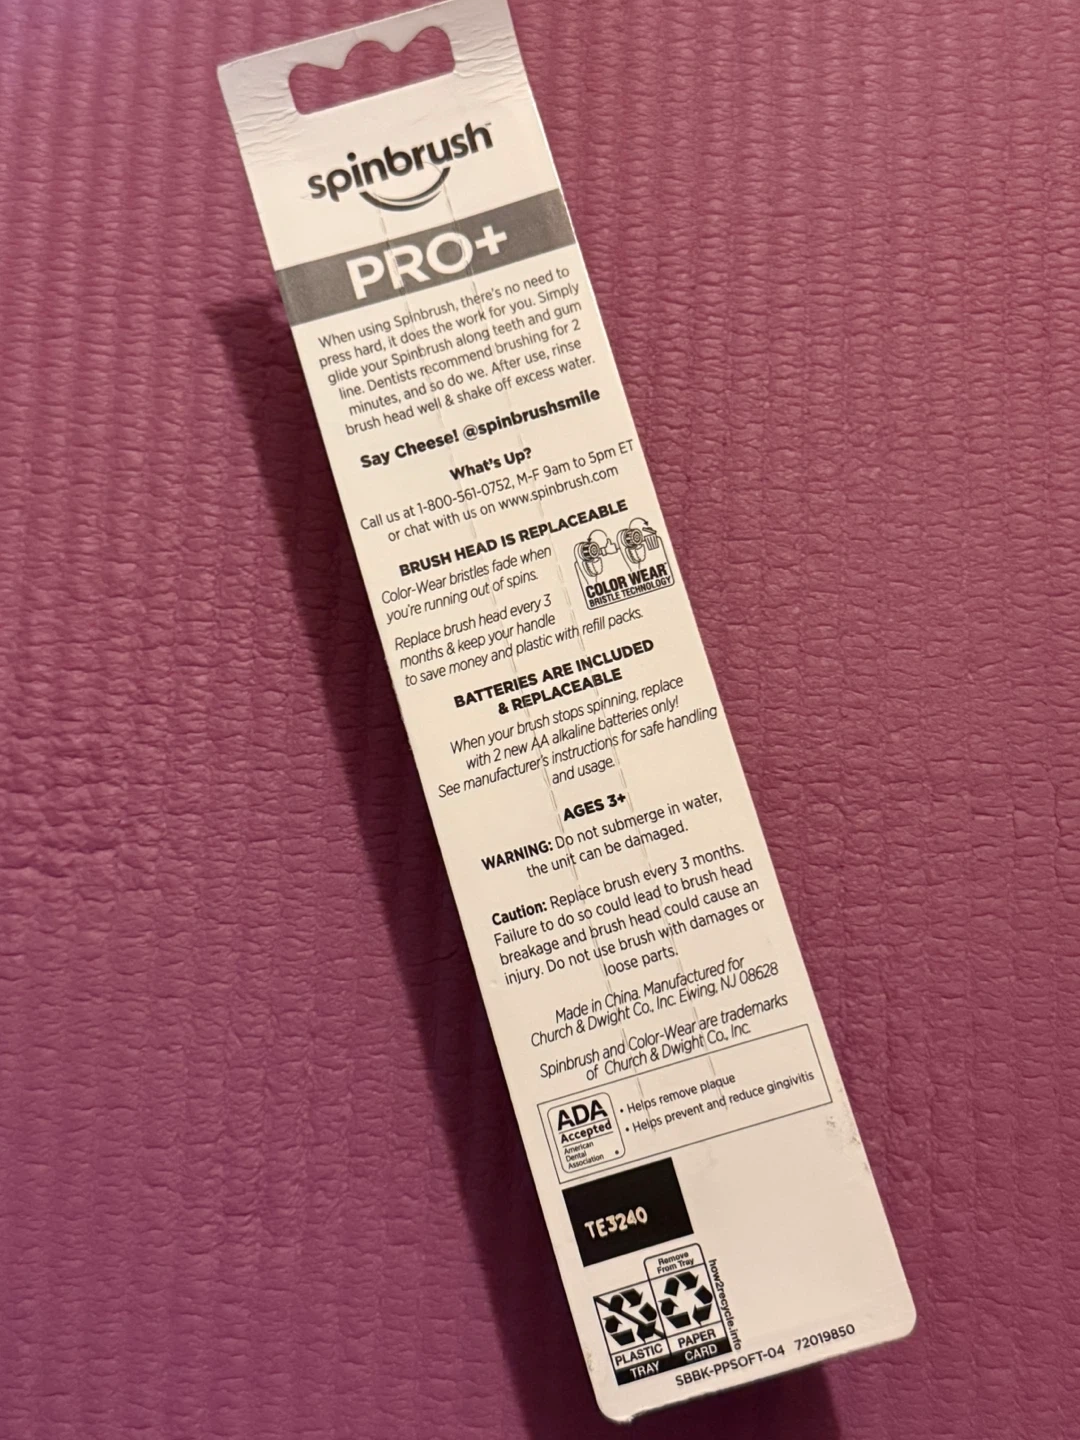 spinbrush™
PRO+
When using Spinbrush, there's no need to
press hard, it does the work for you. Simply
glide your Spinbrush along teeth and gum
line. Dentists recommend brushing for 2
minutes, and so do we. After use, rinse
brush head well & shake off excess water.
Say Cheese! @spinbrushsmile
What's Up?
Call us at 1-800-561-0752, M-F 9am to 5pm ET
or chat with us on www.spinbrush.com
BRUSH HEAD IS REPLACEABLE
Color-Wear bristles fade when
you're running out of spins.
Replace brush head every 3
months & keep your handle
to save money and plastic with refill packs.
COLOR WEAR™
BRISTLE TECHNOLOGY
BATTERIES ARE INCLUDED
& REPLACEABLE
When your brush stops spinning, replace
with 2 new AA alkaline batteries only!
See manufacturer's instructions for safe handling
and usage.
AGES 3+
WARNING: Do not submerge in water,
the unit can be damaged.
Caution: Replace brush every 3 months.
Failure to do so could lead to brush head
breakage and brush head could cause an
injury. Do not use brush with damages or
loose parts.
Made in China. Manufactured for
Church & Dwight Co., Inc. Ewing, NJ 08628
Spinbrush and Color-Wear are trademarks
of Church & Dwight Co., Inc.
ADA
Accepted
American
Dental
Association
• Helps remove plaque
• Helps prevent and reduce gingivitis
TE3240
Remove
From Tray
PLASTIC
TRAY
PAPER
CARD
how2recycle.info
SBBK-PPSOFT-04 72019850